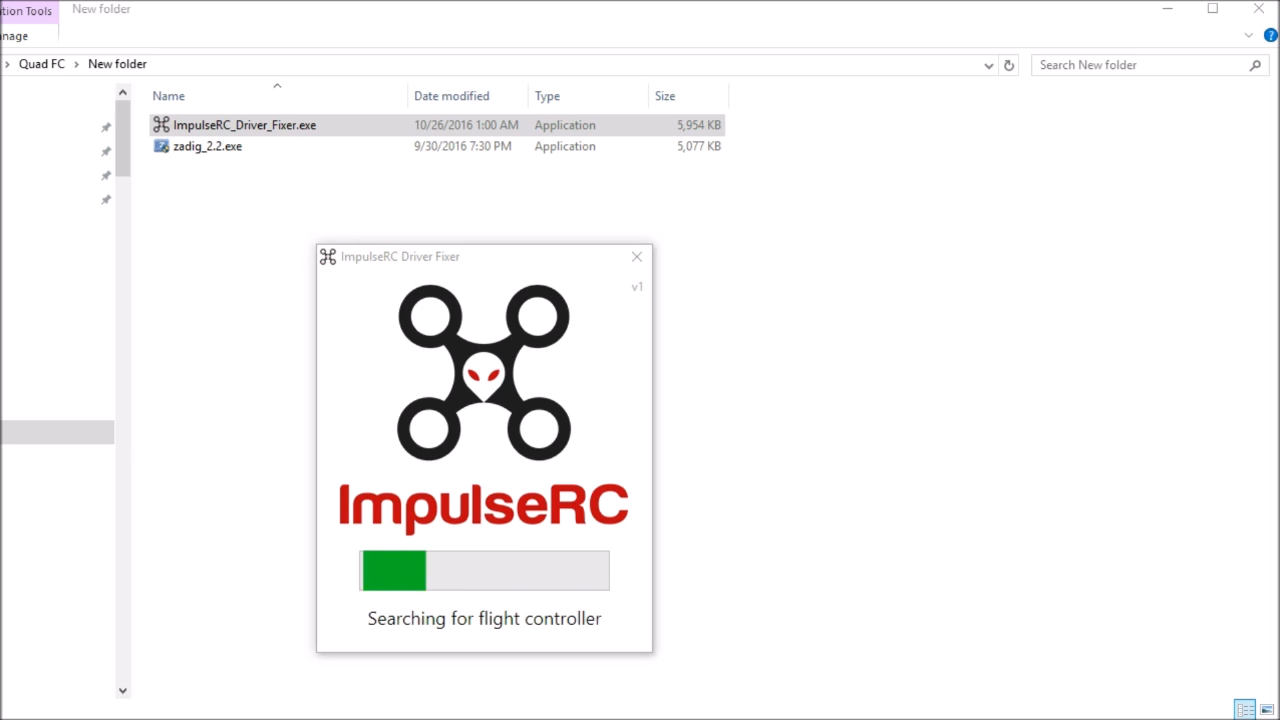 tion Tools New folder
nage
Quad FC > New folder
Search New folder
Name Date modified Type Size
ImpulseRC_Driver_Fixer.exe 10/26/2016 1:00 AM Application 5,954 KB
zadig_2.2.exe 9/30/2016 7:30 PM Application 5,077 KB
ImpulseRC Driver Fixer
v1
ImpulseRC
Searching for flight controller